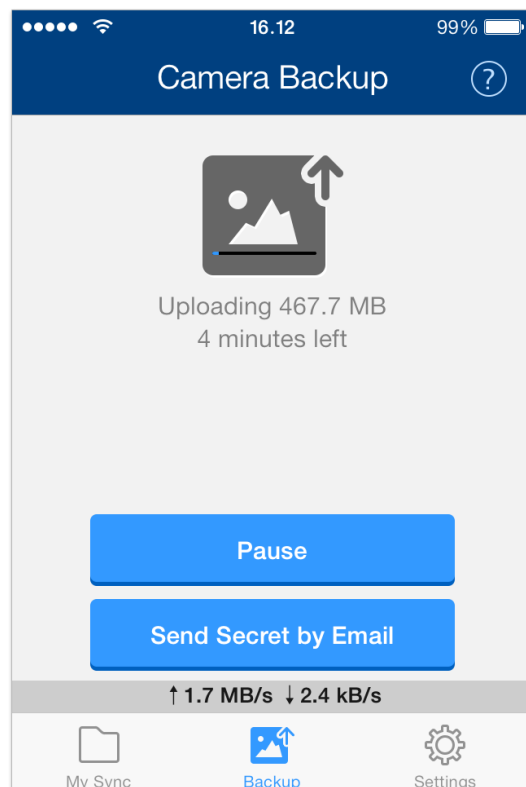 16.12 99%
Camera Backup ?
Uploading 467.7 MB
4 minutes left
Pause
Send Secret by Email
↑ 1.7 MB/s ↓ 2.4 kB/s
My Sync Backup Settings